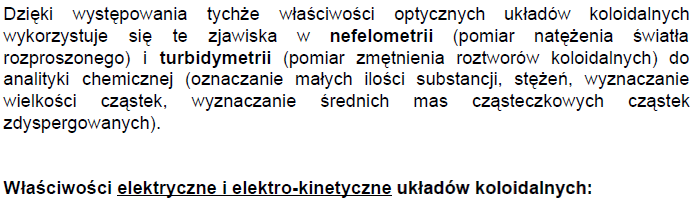 Dzięki występowania tychże właściwości optycznych układów koloidalnych
wykorzystuje się te zjawiska w nefelometrii (pomiar natężenia światła
rozproszonego) i turbidymetrii (pomiar zmętnienia roztworów koloidalnych) do
analityki chemicznej (oznaczanie małych ilości substancji, stężeń, wyznaczanie
wielkości cząstek, wyznaczanie średnich mas cząsteczkowych cząstek
zdyspergowanych).
Właściwości elektryczne i elektro-kinetyczne układów koloidalnych: